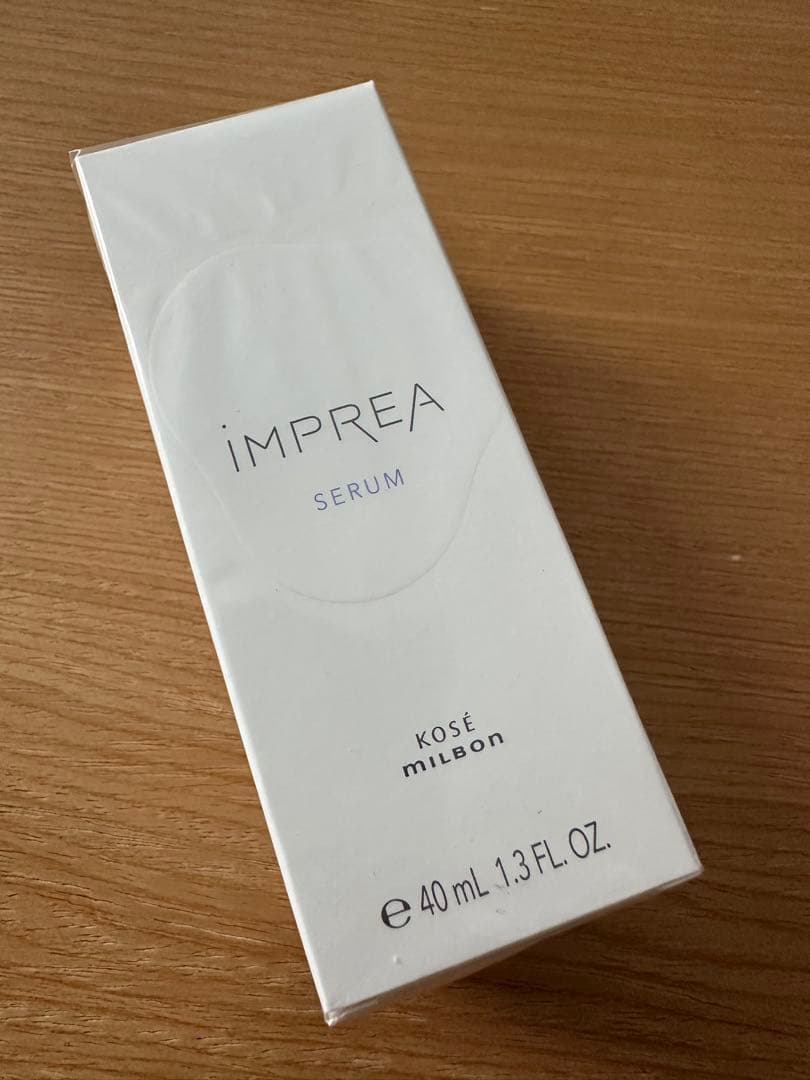 iMPREA
SERUM
KOSÉ
mILBOn
℮ 40 mL 1.3 FL. OZ.